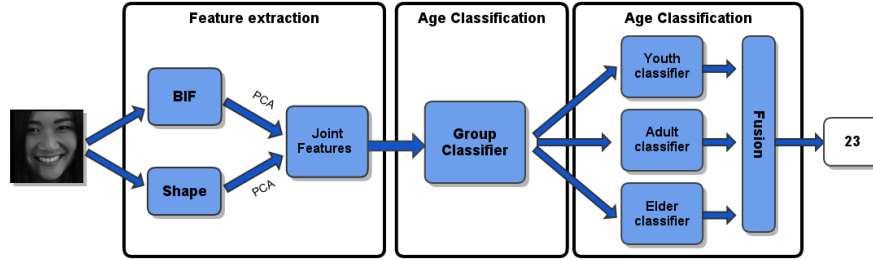 Feature extraction
BIF
Shape
PCA
PCA
Joint
Features
Age Classification
Group
Classifier
Age Classification
Youth
classifier
Adult
classifier
Elder
classifier
Fusion
23